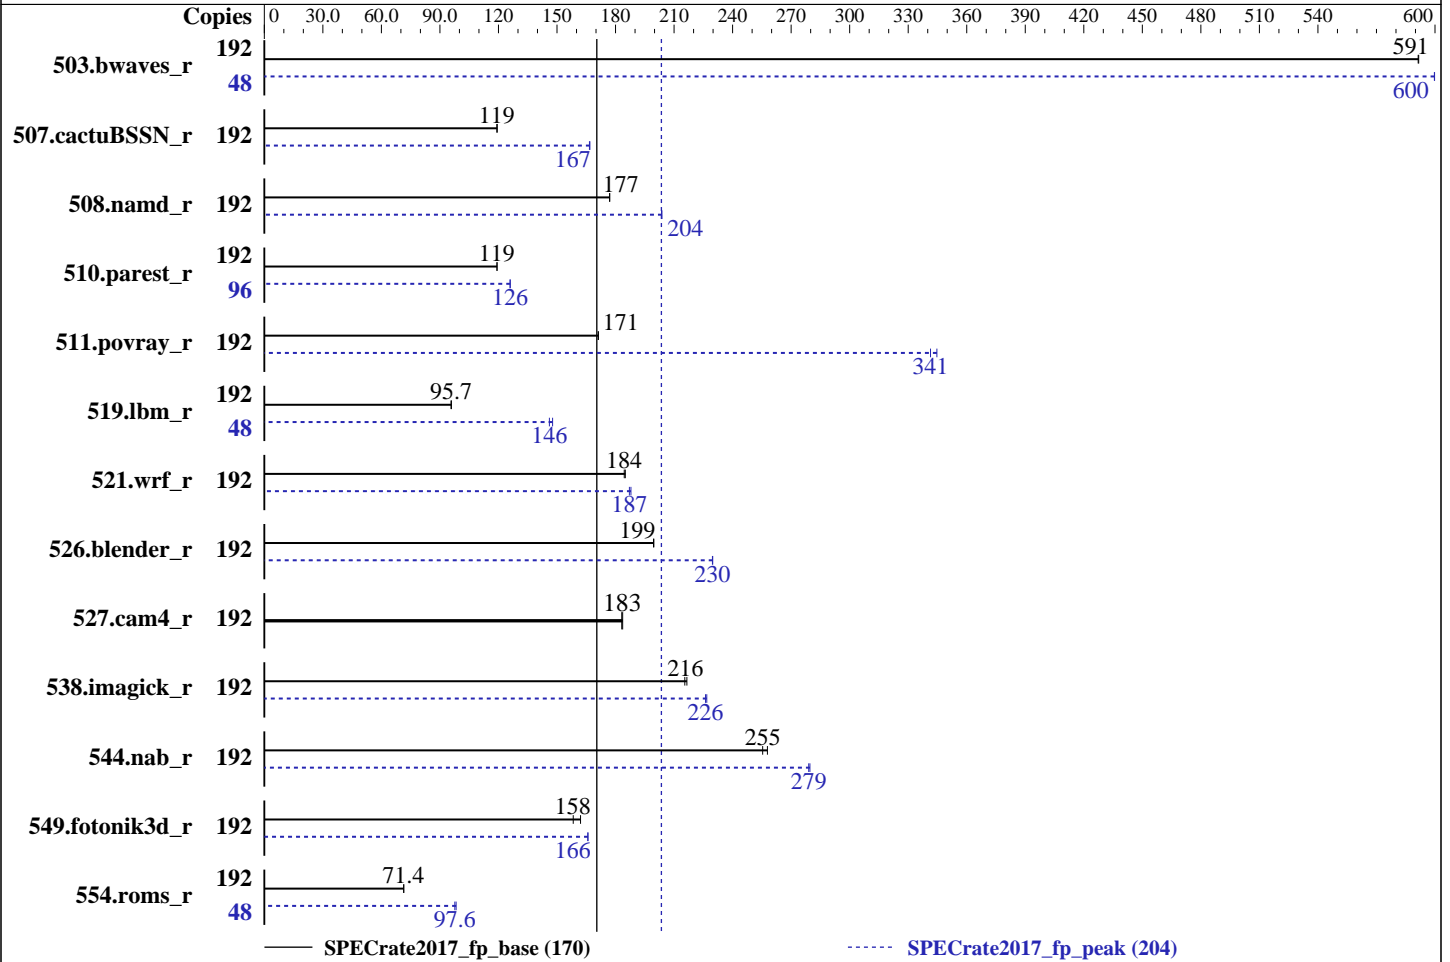 Copies 0 30.0 60.0 90.0 120 150 180 210 240 270 300 330 360 390 420 450 480 510 540 600
503.bwaves_r 192 591
48 600
507.cactuBSSN_r 192 119
167
508.namd_r 192 177
204
510.parest_r 192 119
96 126
511.povray_r 192 171
341
519.lbm_r 192 95.7
48 146
521.wrf_r 192 184
187
526.blender_r 192 199
230
527.cam4_r 192 183
538.imagick_r 192 216
226
544.nab_r 192 255
279
549.fotonik3d_r 192 158
166
554.roms_r 192 71.4
48 97.6
SPECrate2017_fp_base (170) SPECrate2017_fp_peak (204)